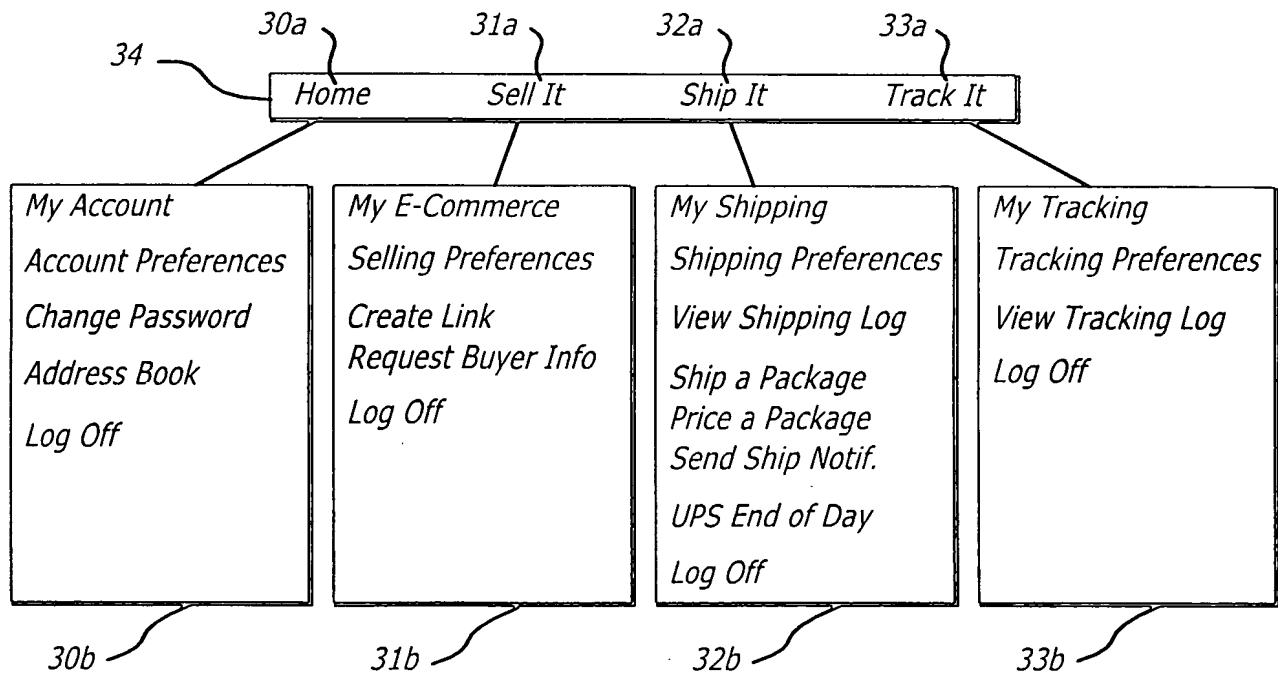 30a
31a
32a
33a
34
Home
Sell It
Ship It
Track It
My Account
Account Preferences
Change Password
Address Book
Log Off
My E-Commerce
Selling Preferences
Create Link
Request Buyer Info
Log Off
My Shipping
Shipping Preferences
View Shipping Log
Ship a Package
Price a Package
Send Ship Notif.
UPS End of Day
Log Off
My Tracking
Tracking Preferences
View Tracking Log
Log Off
30b
31b
32b
33b